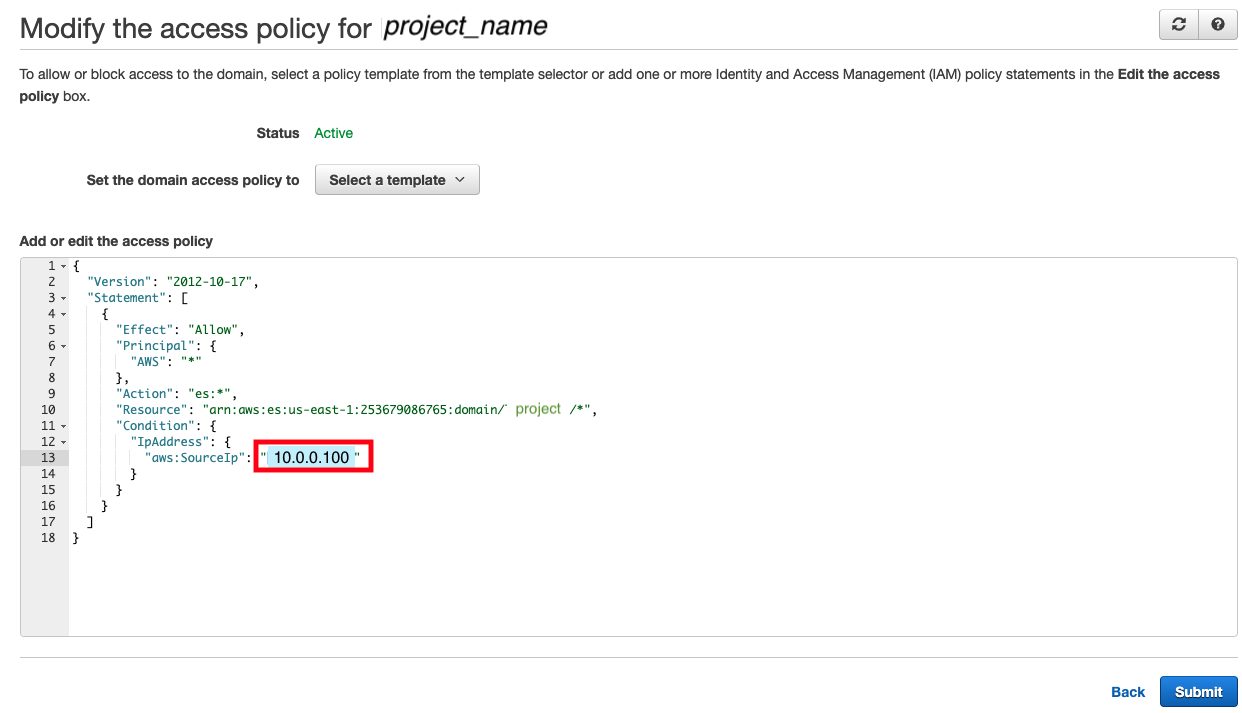 Modify the access policy for project_name
To allow or block access to the domain, select a policy template from the template selector or add one or more Identity and Access Management (IAM) policy statements in the Edit the access
policy box.
Status Active
Set the domain access policy to Select a template
Add or edit the access policy
1 {
2 "Version": "2012-10-17",
3 "Statement": [
4 {
5 "Effect": "Allow",
6 "Principal": {
7 "AWS": "*"
8 },
9 "Action": "es:*",
10 "Resource": "arn:aws:es:us-east-1:253679086765:domain/ project /*",
11 "Condition": {
12 "IpAddress": {
13 "aws:SourceIp": "10.0.0.100"
14 }
15 }
16 }
17 ]
18 }
Back Submit